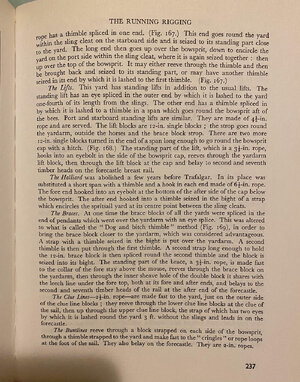 THE RUNNING RIGGING
rope has a thimble spliced in one end. (Fig. 167.) This end goes round the yard
within the sling cleat on the starboard side and is seized to its standing part close
to the yard. The long end then goes up over the bowsprit, down to encircle the
yard on the port side within the sling cleat, where it is again seized together: then
up over the top of the bowsprit. It may either reeve through the thimble and then
be brought back and seized to its standing part, or may have another thimble
seized in its end by which it is lashed to the first thimble. (Fig. 167.)
The Lifts. This yard has standing lifts in addition to the usual lifts. The
standing lift has an eye spliced in the outer end by which it is lashed to the yard
one-fourth of its length from the slings. The other end has a thimble spliced in
by which it is lashed to a thimble in a span which goes round the bowsprit aft of
the bees. Port and starboard standing lifts are similar. They are made of 4½-in.
rope and are served. The lift blocks are 12-in. single blocks; the strops go round
the yardarm, outside the horses and the brace block strop. There are two more
12-in. single blocks turned in the end of a span long enough to go round the bowsprit
cap with a hitch. (Fig. 168.) The standing part of the lift, which is a 3½-in. rope,
hooks into an eyebolt in the side of the bowsprit cap, reeves through the yardarm
lift block, then through the lift block at the cap and belay to second and seventh
timber heads on the forecastle breast rail.
The Halliard was abolished a few years before Trafalgar. In its place was
substituted a short span with a thimble and a hook in each end made of 6½-in. rope.
The fore end hooked into an eyebolt at the bottom of the after side of the cap below
the bowsprit. The after end hooked into a thimble seized in the bight of a strap
which encircles the spritsail yard at its centre point between the sling cleats.
The Braces. At one time the brace blocks of all the yards were spliced in the
end of pendants which went over the yardarms with an eye splice. This was altered
to what is called the "Dog and bitch thimble" method (Fig. 169), in order to
bring the brace block closer to the yardarm, which was considered advantageous.
A strap with a thimble seized in the bight is put over the yardarm. A second
thimble is then put through the first thimble. A second strap long enough to hold
the 12-in. brace block is then spliced round the second thimble and the block is
seized into its bight. The standing part of the brace, a 3½-in. rope, is made fast
to the collar of the fore stay above the mouse, reeves through the brace block on
the yardarm, then through the inner sheave hole of the double block it shares with
the lorch line under the fore top, both at its fore and after ends, and belays to the
second and seventh timber heads of the rail at the after end of the forecastle.
The Clue Lines—2½-in. rope—are made fast to the yard, just on the outer side
of the clue line blocks; they reeve through the lower clue line blocks at the clue of
the sail, then up through the upper clue line block, the strap of which has two eyes
by which it is lashed round the yard 3 ft. without the slings and lead in on the
forecastle.
The Buntlines reeve through a block strapped on each side of the bowsprit,
through a thimble strapped to the yard and make fast to the "cringles" or rope loops
at the foot of the sail. They also belay on the forecastle. They are 2-in. ropes,
237